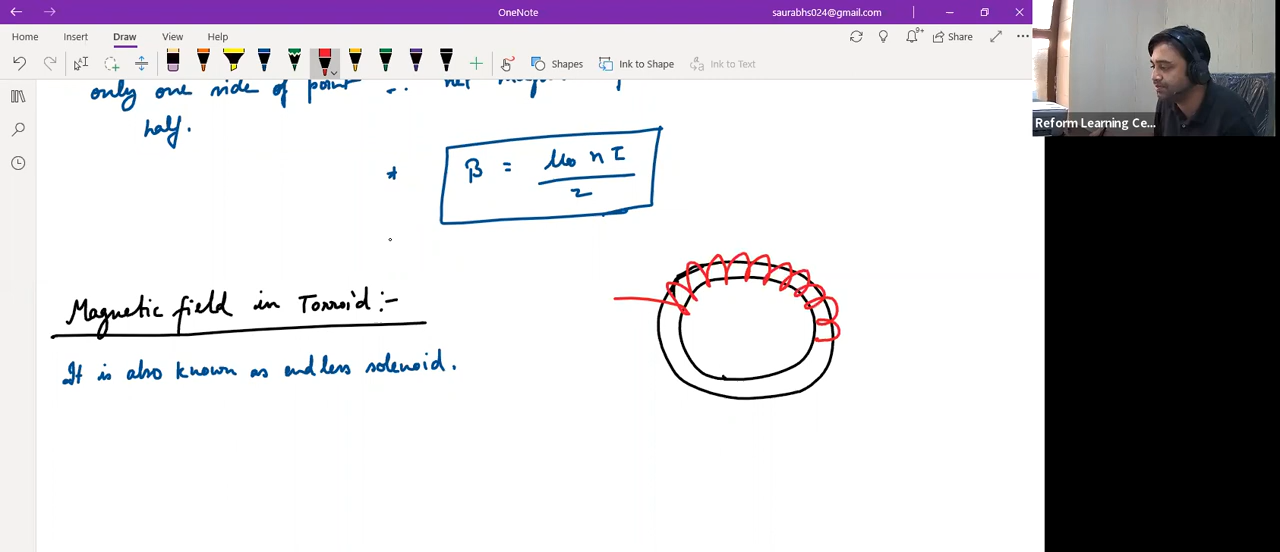 OneNote
saurabhs024@gmail.com
Home Insert Draw View Help
9+
Share
Shapes
Ink to Shape
Ink to Text
Reform Learning Ce...
only one side of point
half.
* B = μ₀ n I / 2
Magnetic field in Torroid :-
It is also known as endless solenoid.